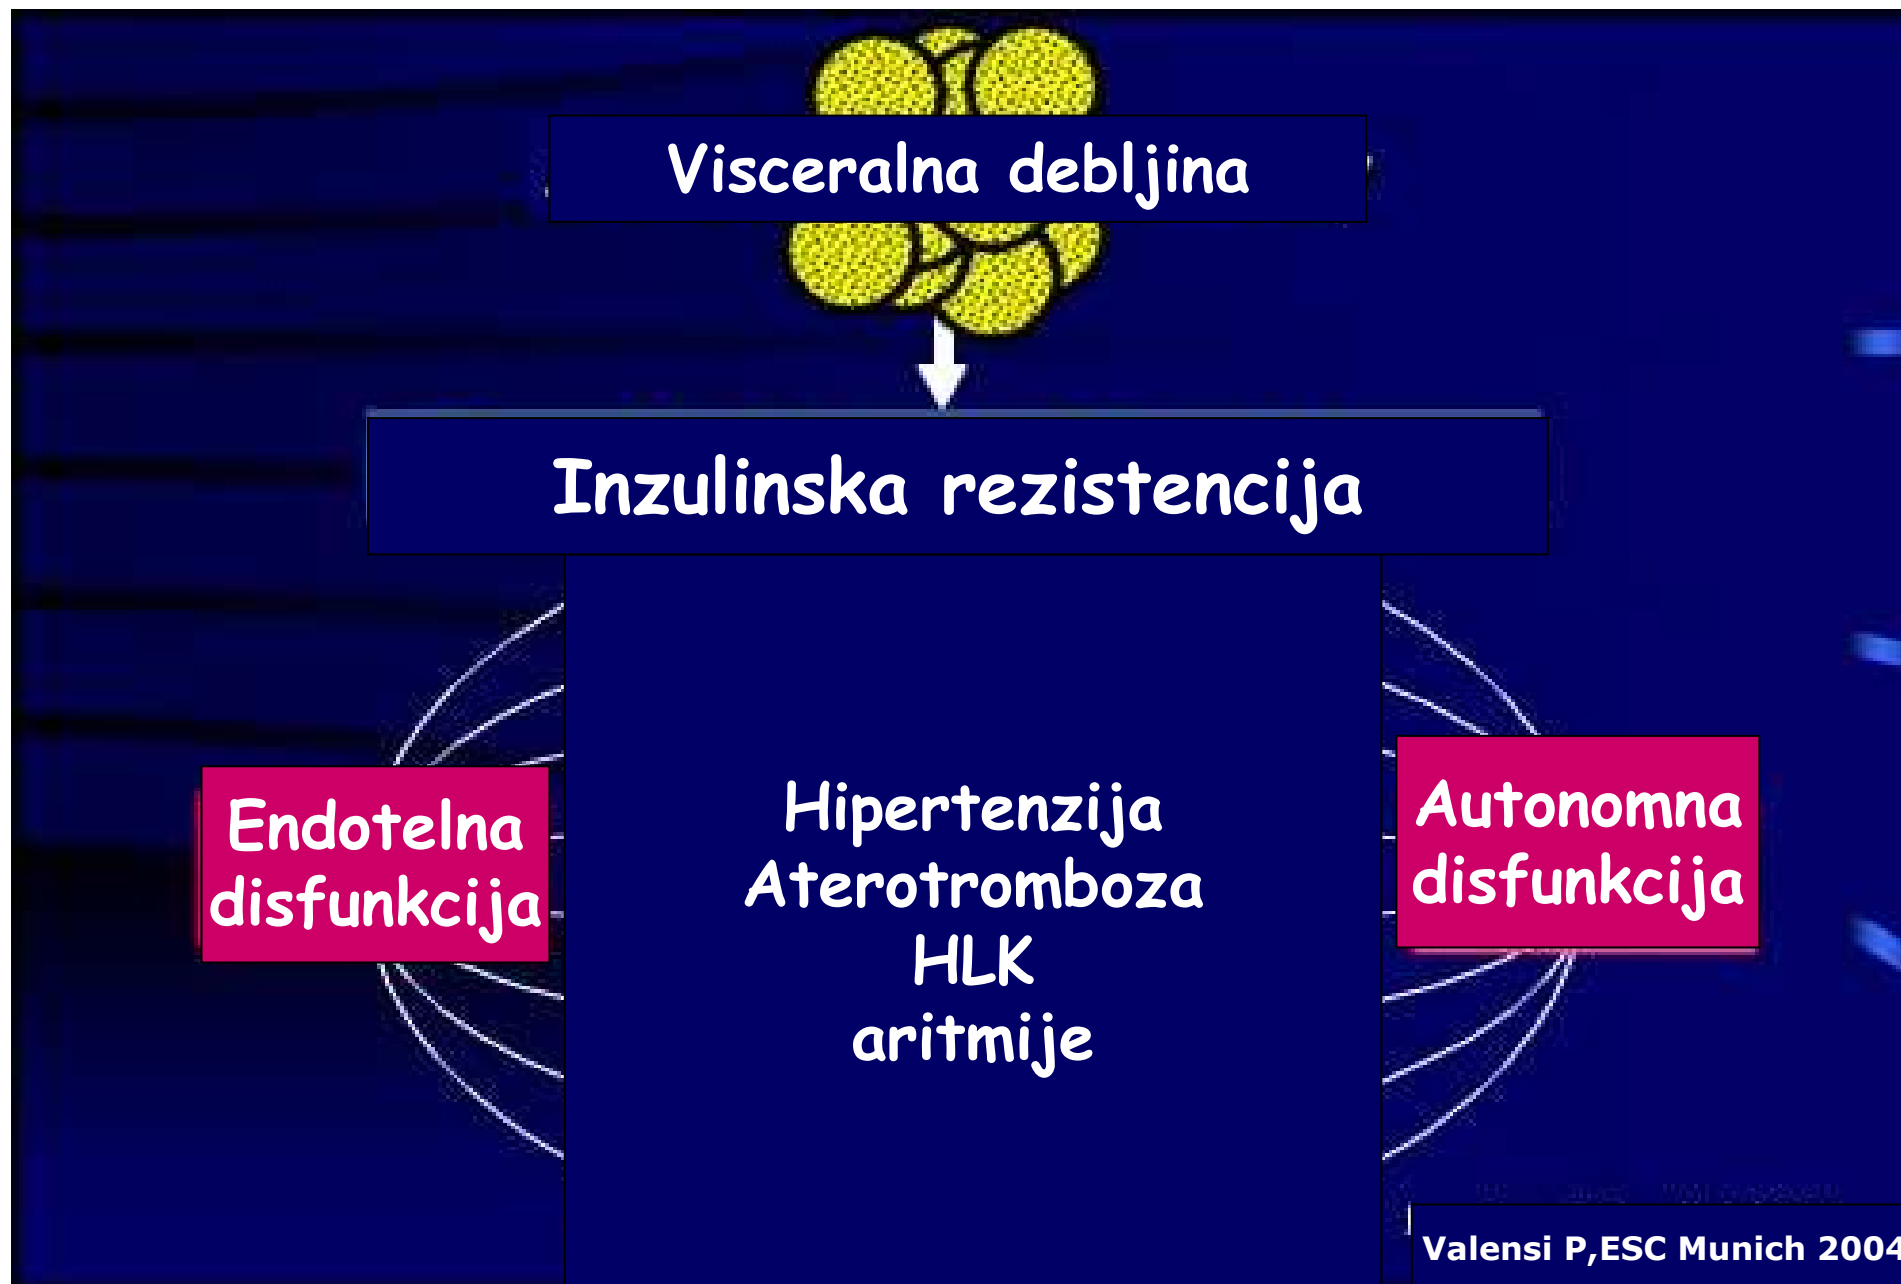 Visceralna debljina
Inzulinska rezistencija
Endotelna
disfunkcija
Hipertenzija
Aterotromboza
HLK
aritmije
Autonomna
disfunkcija
Valensi P,ESC Munich 2004